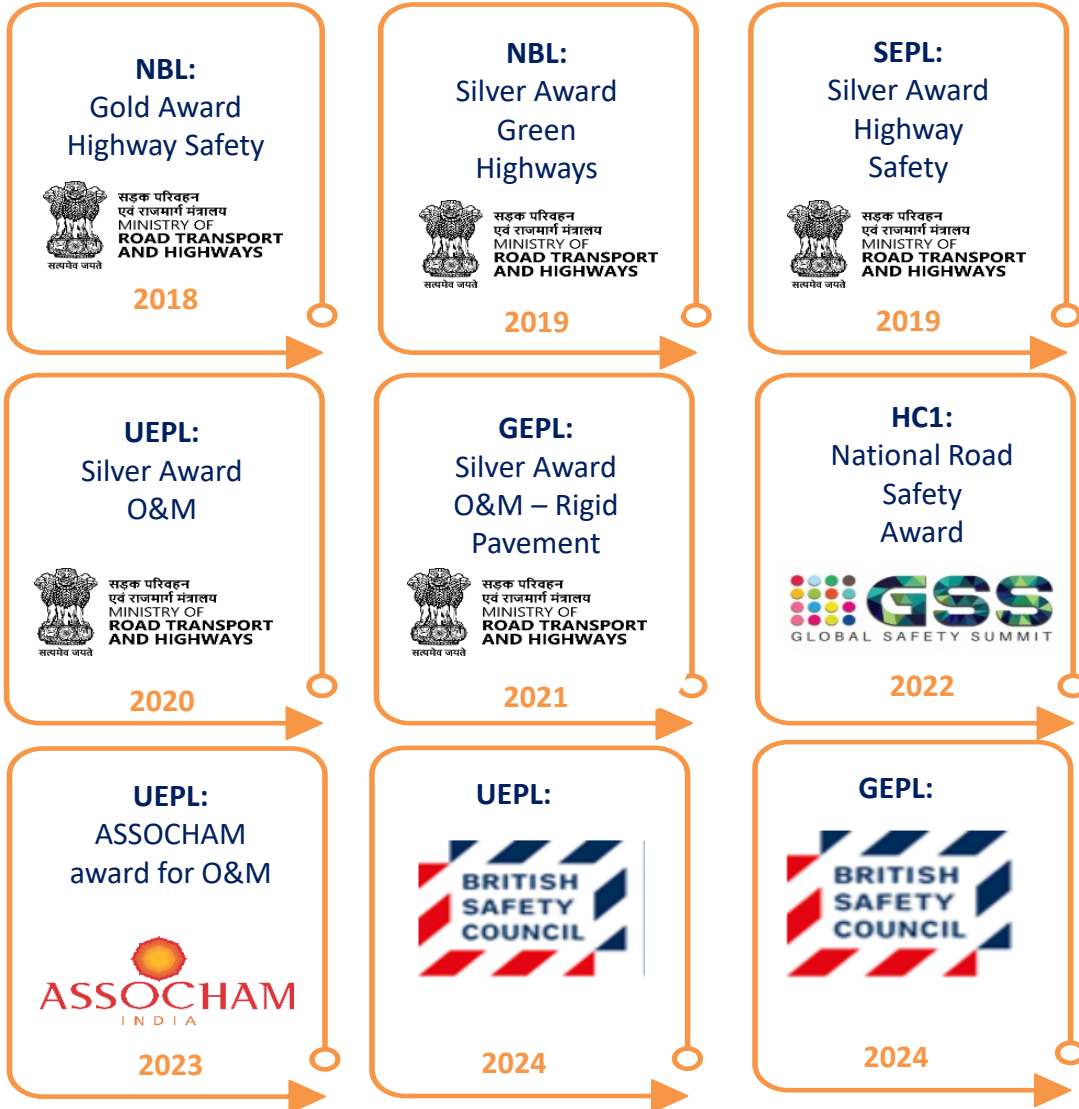 NBL:
Gold Award
Highway Safety
सत्यमेव जयते
सड़क परिवहन
एवं राजमार्ग मंत्रालय
MINISTRY OF
ROAD TRANSPORT
AND HIGHWAYS
2018
NBL:
Silver Award
Green
Highways
सत्यमेव जयते
सड़क परिवहन
एवं राजमार्ग मंत्रालय
MINISTRY OF
ROAD TRANSPORT
AND HIGHWAYS
2019
SEPL:
Silver Award
Highway
Safety
सत्यमेव जयते
सड़क परिवहन
एवं राजमार्ग मंत्रालय
MINISTRY OF
ROAD TRANSPORT
AND HIGHWAYS
2019
UEPL:
Silver Award
O&M
सत्यमेव जयते
सड़क परिवहन
एवं राजमार्ग मंत्रालय
MINISTRY OF
ROAD TRANSPORT
AND HIGHWAYS
2020
GEPL:
Silver Award
O&M – Rigid
Pavement
सत्यमेव जयते
सड़क परिवहन
एवं राजमार्ग मंत्रालय
MINISTRY OF
ROAD TRANSPORT
AND HIGHWAYS
2021
HC1:
National Road
Safety
Award
GSS
GLOBAL SAFETY SUMMIT
2022
UEPL:
ASSOCHAM
award for O&M
ASSOCHAM
INDIA
2023
UEPL:
BRITISH
SAFETY
COUNCIL
2024
GEPL:
BRITISH
SAFETY
COUNCIL
2024